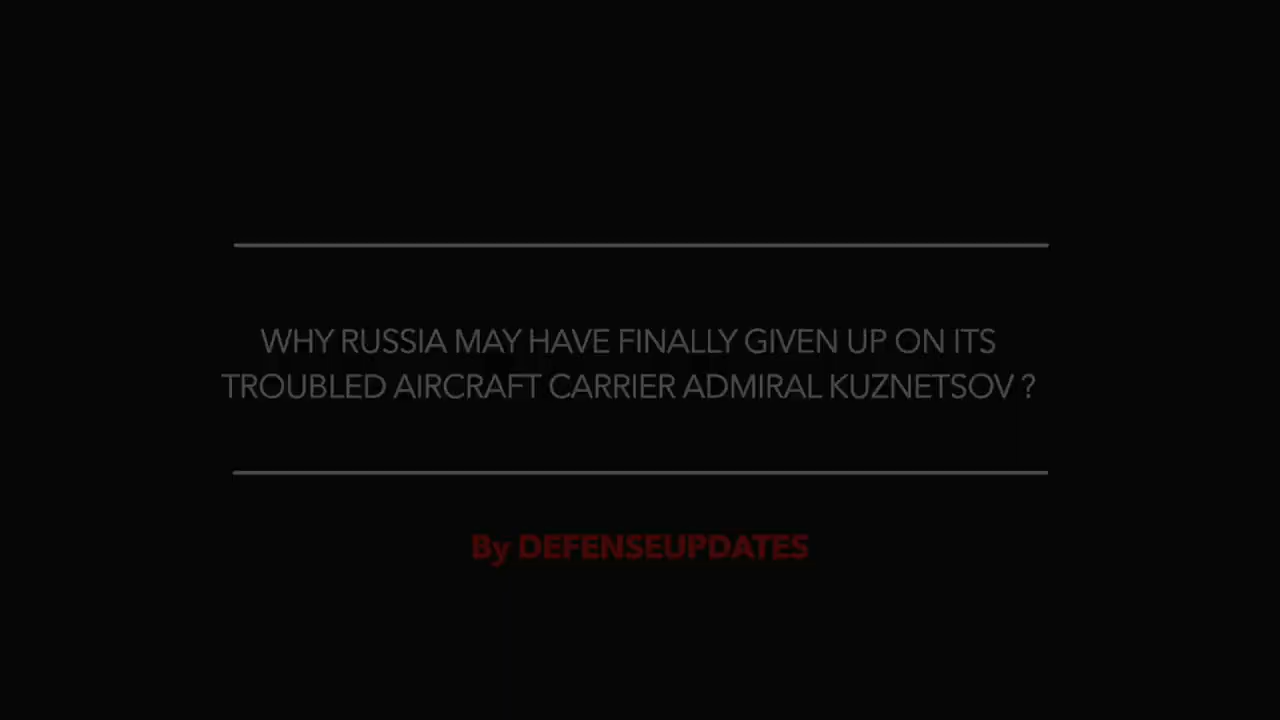 WHY RUSSIA MAY HAVE FINALLY GIVEN UP ON ITS
TROUBLED AIRCRAFT CARRIER ADMIRAL KUZNETSOV ?
By DEFENSEUPDATES